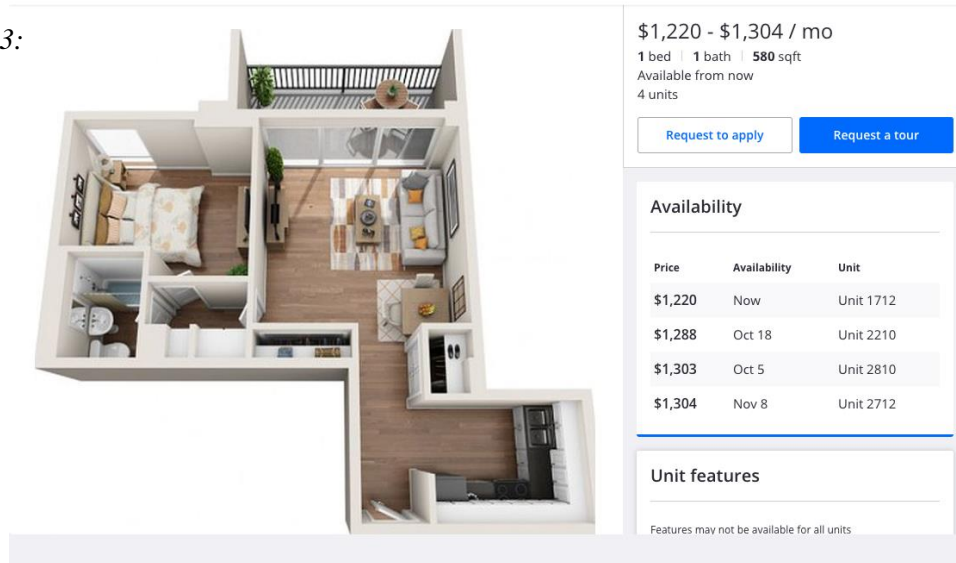 3:
$1,220 - $1,304 / mo
1 bed | 1 bath | 580 sqft
Available from now
4 units
Request to apply
Request a tour
Availability
Price Availability Unit
$1,220 Now Unit 1712
$1,288 Oct 18 Unit 2210
$1,303 Oct 5 Unit 2810
$1,304 Nov 8 Unit 2712
Unit features
Features may not be available for all units